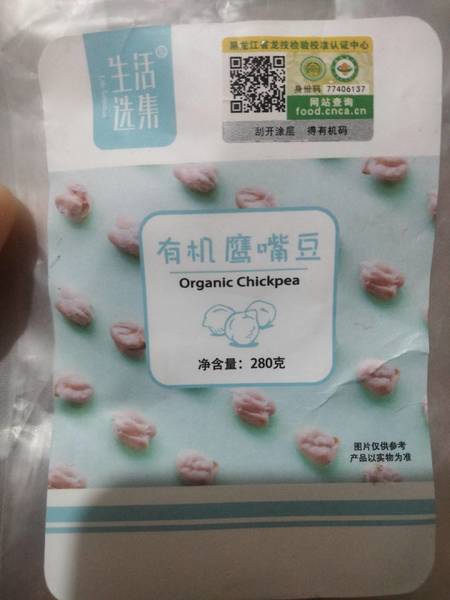 生活
选集
黑龙江省龙技检验校准认证中心
身份码 77406137
网站查询
food.cnca.cn
刮开涂层 得有机码
有机鹰嘴豆
Organic Chickpea
净含量：280克
图片仅供参考
产品以实物为准